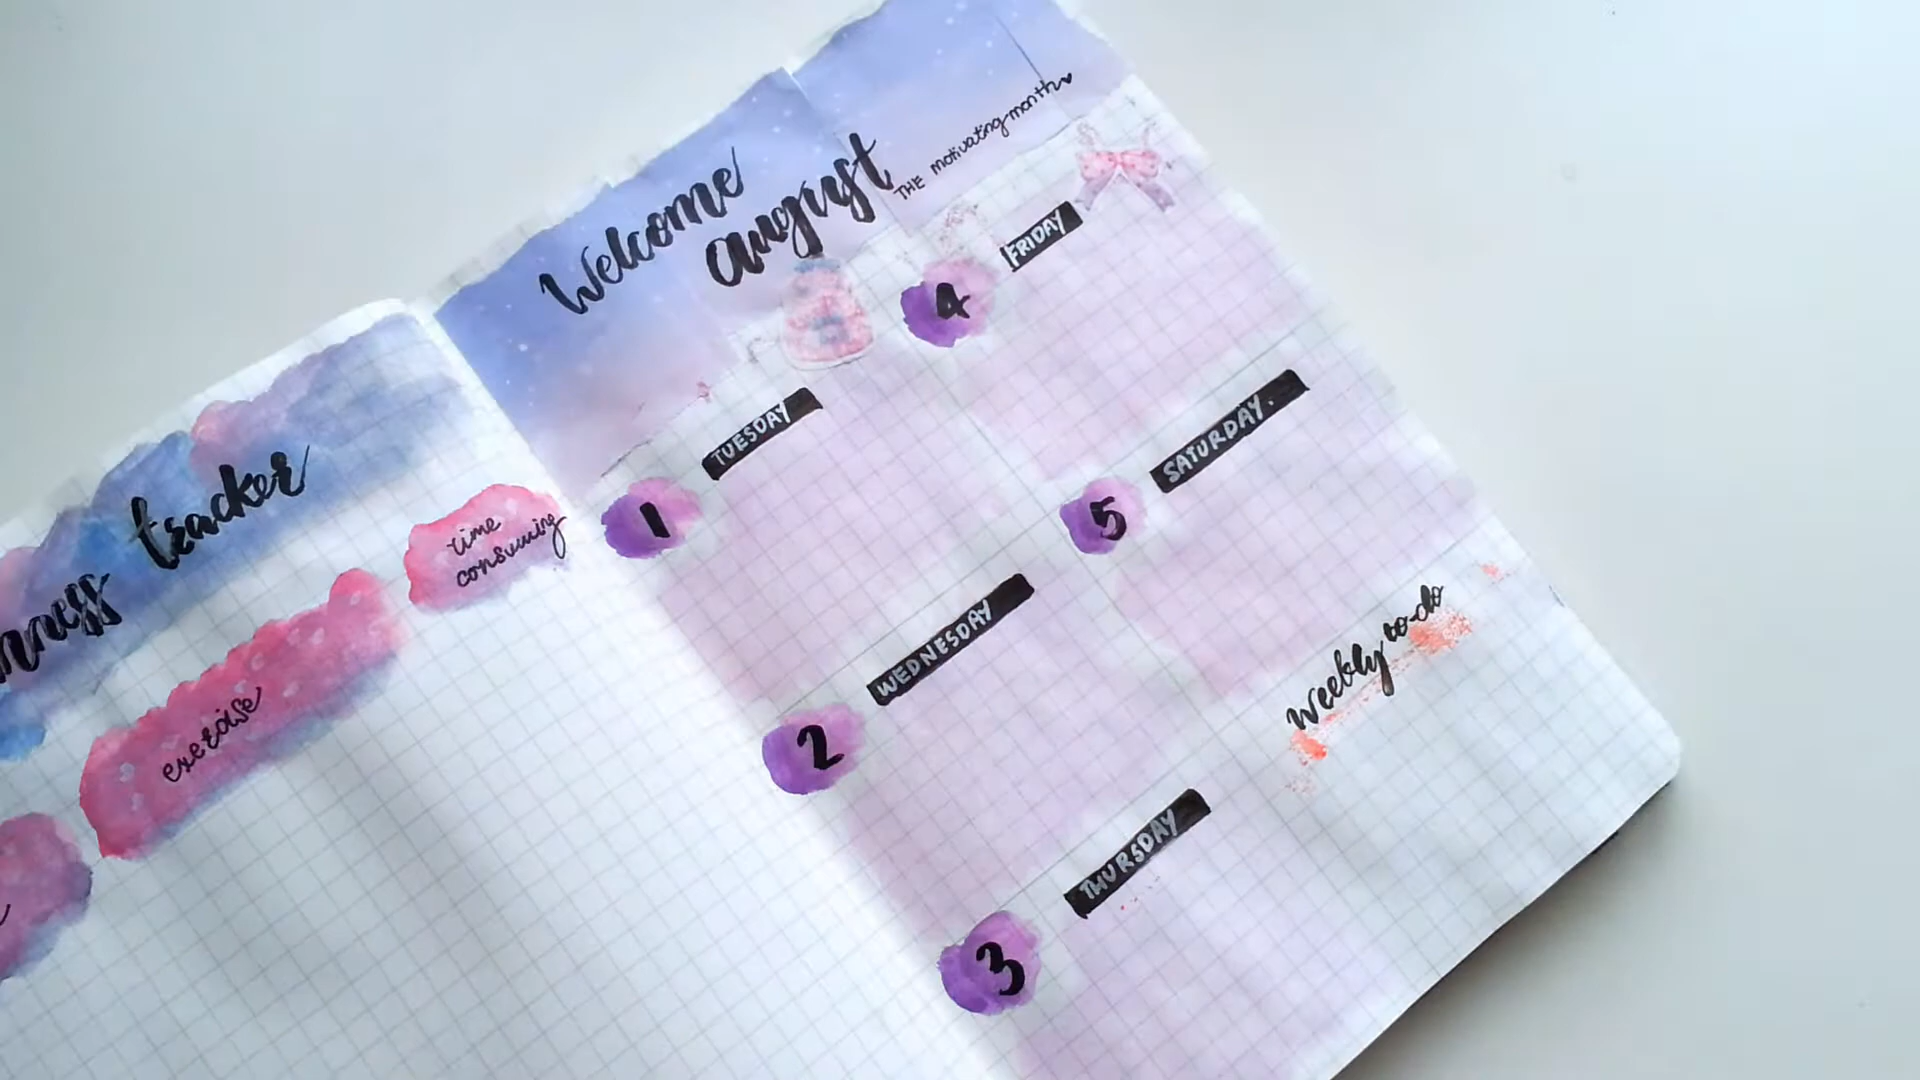 tracker
exercise
time
consuming
Welcome
august
THE motivating month
1
TUESDAY
2
WEDNESDAY
3
THURSDAY
4
FRIDAY
5
SATURDAY.
Weekly to-do